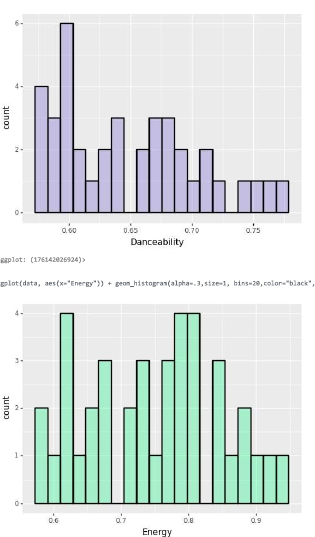 6
4
2
0
count
0.60
0.65
0.70
0.75
Danceability
ggplot: (176142026924)>
gplot(data, aes(x="Energy")) + geom_histogram(alpha=.3,size=1, bins=20,color="black",
4
3
2
1
0
count
0.6
0.7
0.8
0.9
Energy